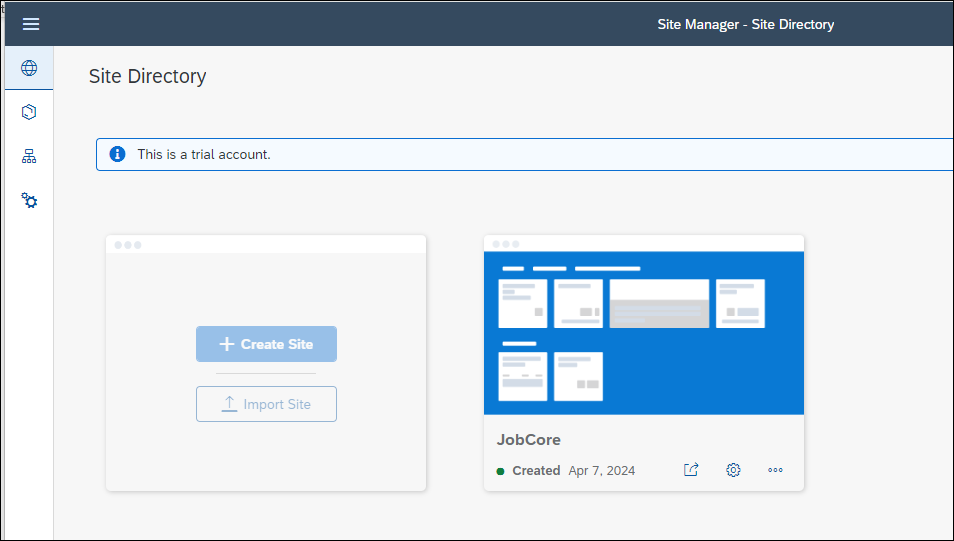 Site Manager - Site Directory
Site Directory
This is a trial account.
Create Site
Import Site
JobCore
Created Apr 7, 2024